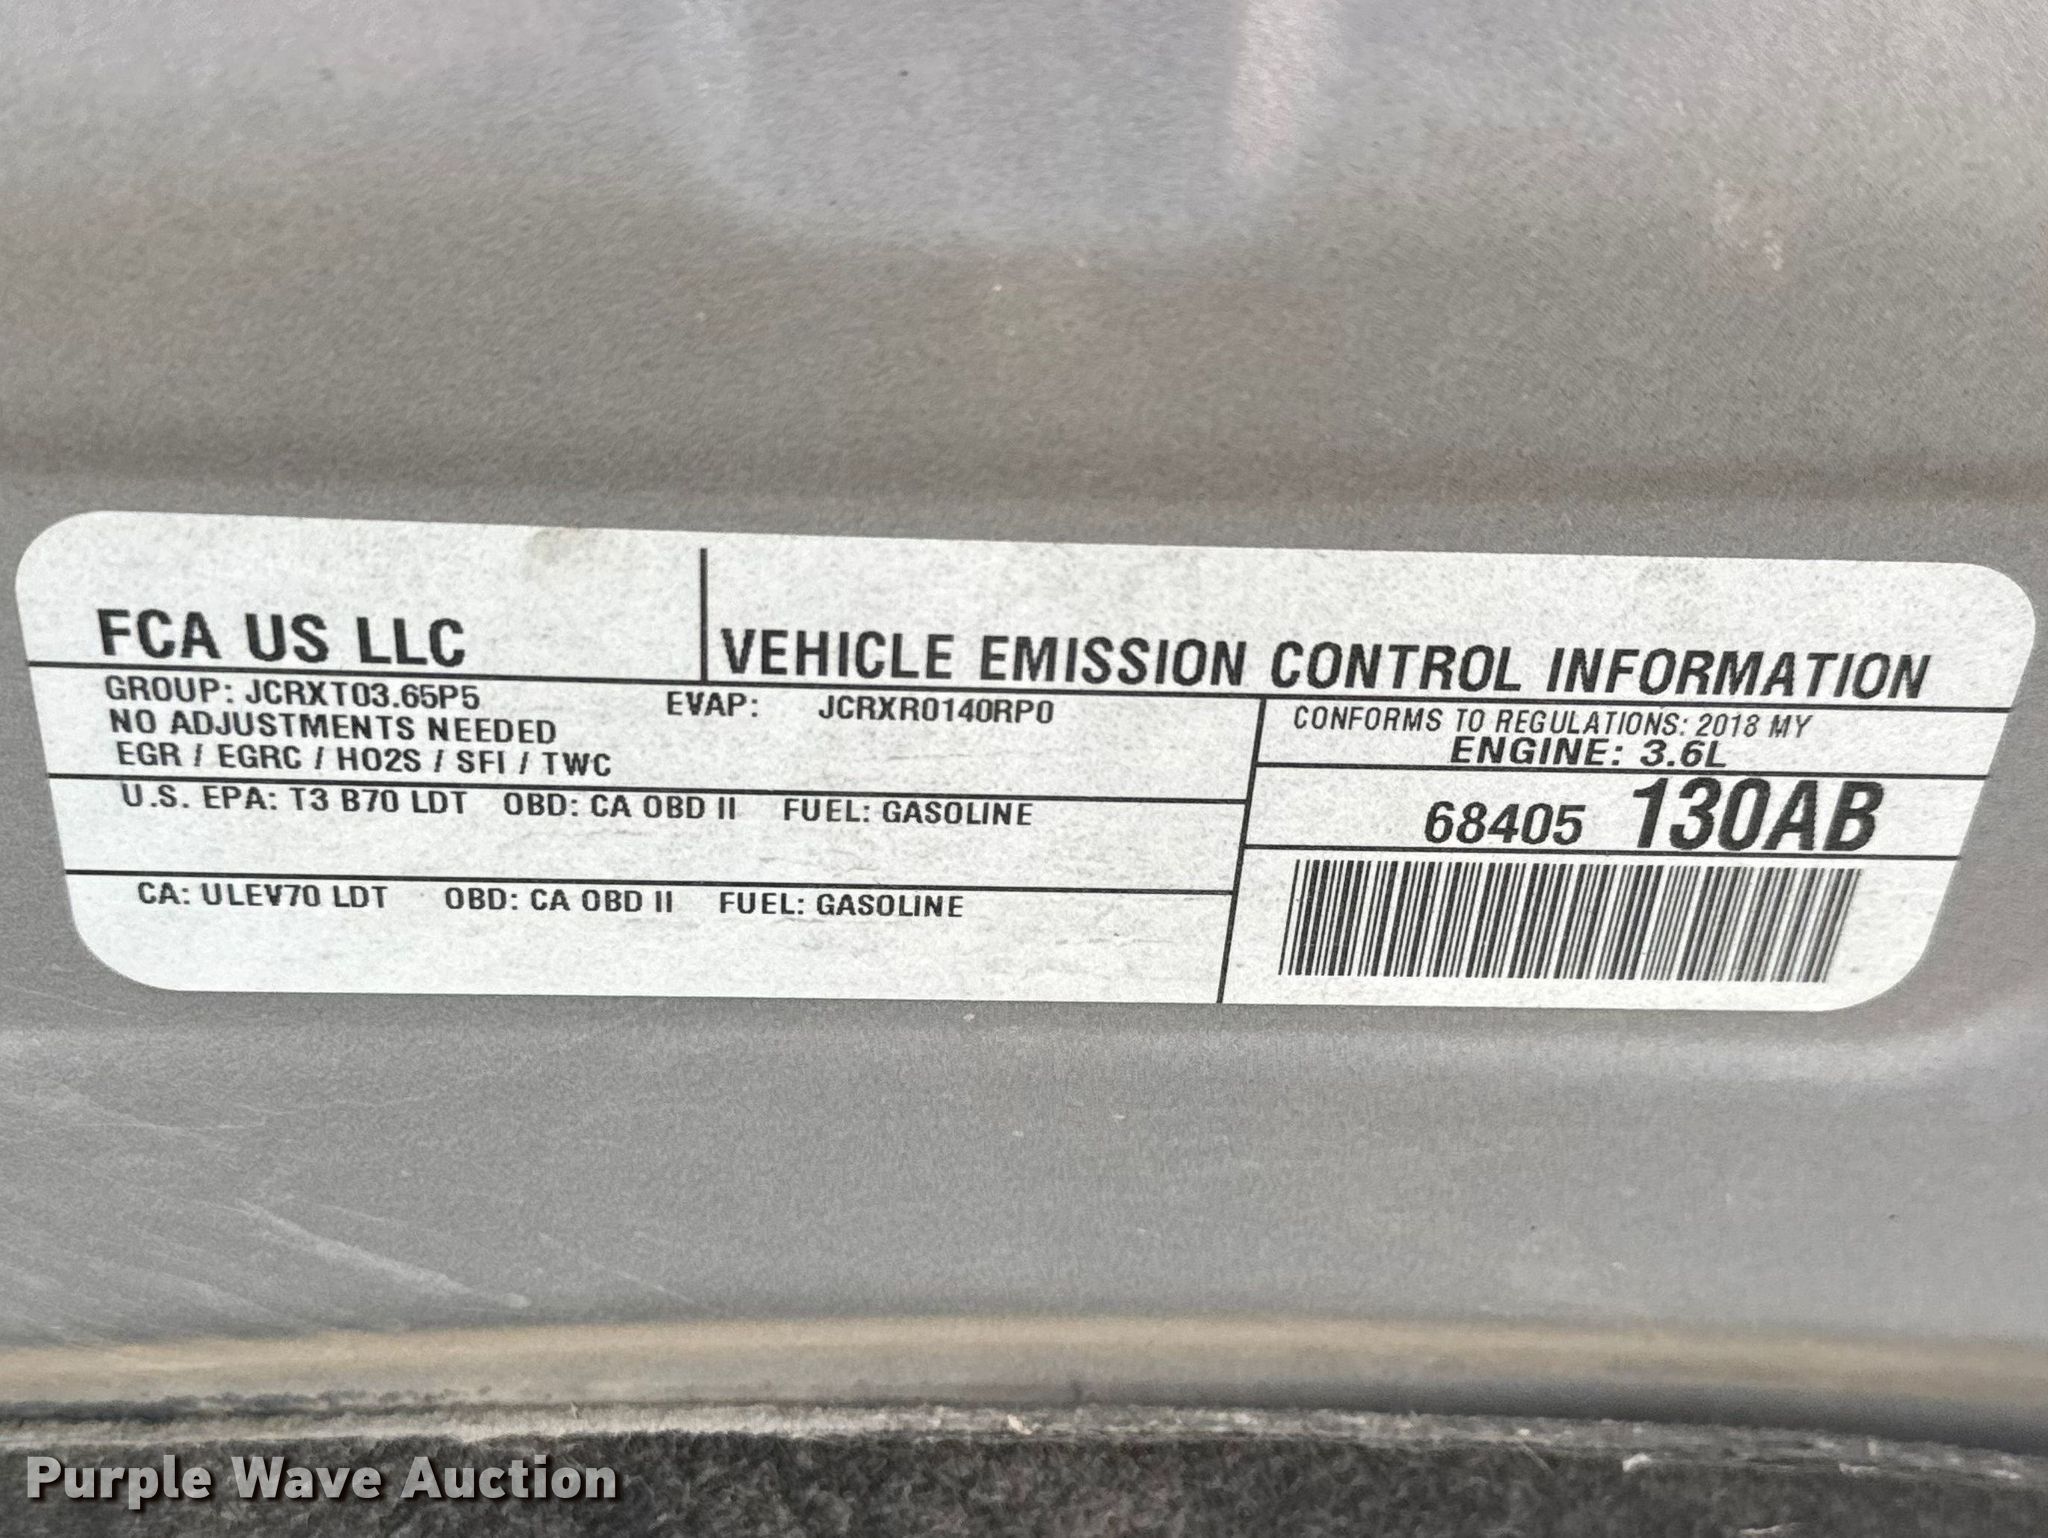 FCA US LLC
VEHICLE EMISSION CONTROL INFORMATION
GROUP: JCRXT03.65P5 EVAP: JCRXR0140RP0
NO ADJUSTMENTS NEEDED
EGR / EGRC / HO2S / SFI / TWC
CONFORMS TO REGULATIONS: 2018 MY
ENGINE: 3.6L
U.S. EPA: T3 B70 LDT OBD: CA OBD II FUEL: GASOLINE
68405 130AB
CA: ULEV70 LDT OBD: CA OBD II FUEL: GASOLINE
Purple Wave Auction